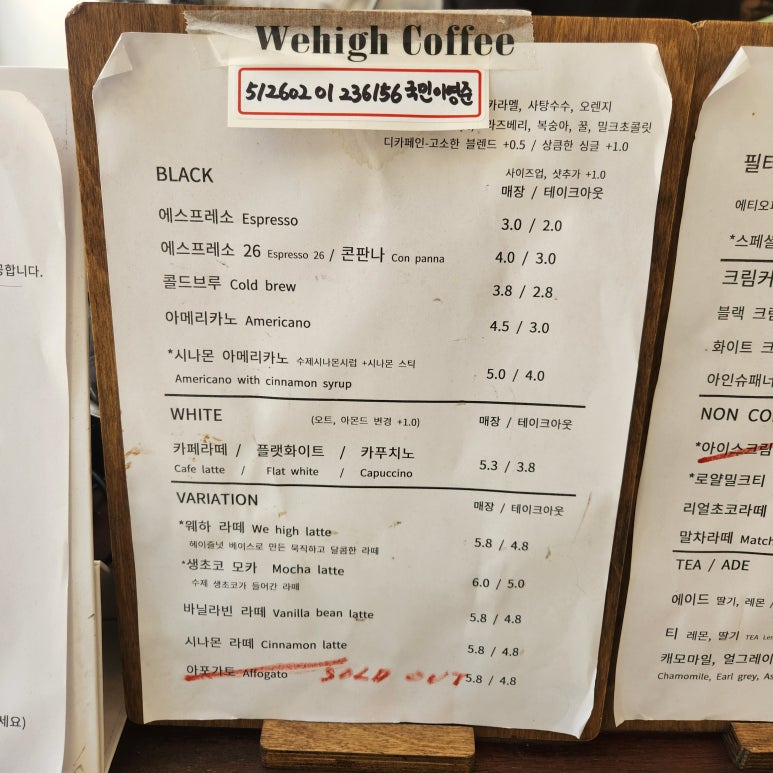 Wehigh Coffee
512602 01 236156 국민이영준
카라멜, 사탕수수, 오렌지
라즈베리, 복숭아, 꿀, 밀크초콜릿
디카페인-고소한 블렌드 +0.5 / 상큼한 싱글 +1.0
BLACK
사이즈업, 샷추가 +1.0
매장 / 테이크아웃
에스프레소 Espresso 3.0 / 2.0
에스프레소 26 Espresso 26 / 콘판나 Con panna 4.0 / 3.0
콜드브루 Cold brew 3.8 / 2.8
아메리카노 Americano 4.5 / 3.0
*시나몬 아메리카노 수제시나몬시럽 +시나몬 스틱
Americano with cinnamon syrup 5.0 / 4.0
WHITE (오트, 아몬드 변경 +1.0) 매장 / 테이크아웃
카페라떼 / 플랫화이트 / 카푸치노
Cafe latte / Flat white / Capuccino 5.3 / 3.8
VARIATION 매장 / 테이크아웃
*웨하 라떼 We high latte
헤이즐넛 베이스로 만든 묵직하고 달콤한 라떼 5.8 / 4.8
*생초코 모카 Mocha latte
수제 생초코가 들어간 라떼 6.0 / 5.0
바닐라빈 라떼 Vanilla bean latte 5.8 / 4.8
시나몬 라떼 Cinnamon latte 5.8 / 4.8
아포가토 Affogato SOLD OUT 5.8 / 4.8
공합니다.
세요)
필터
에티오피
*스페셜
크림커
블랙 크림
화이트 크
아인슈패너
NON CO
*아이스크림
*로얄밀크티
리얼초코라떼
말차라떼 Match
TEA / ADE
에이드 딸기, 레몬 /
티 레몬, 딸기 TEA Le
캐모마일, 얼그레이
Chamomile, Earl grey, As